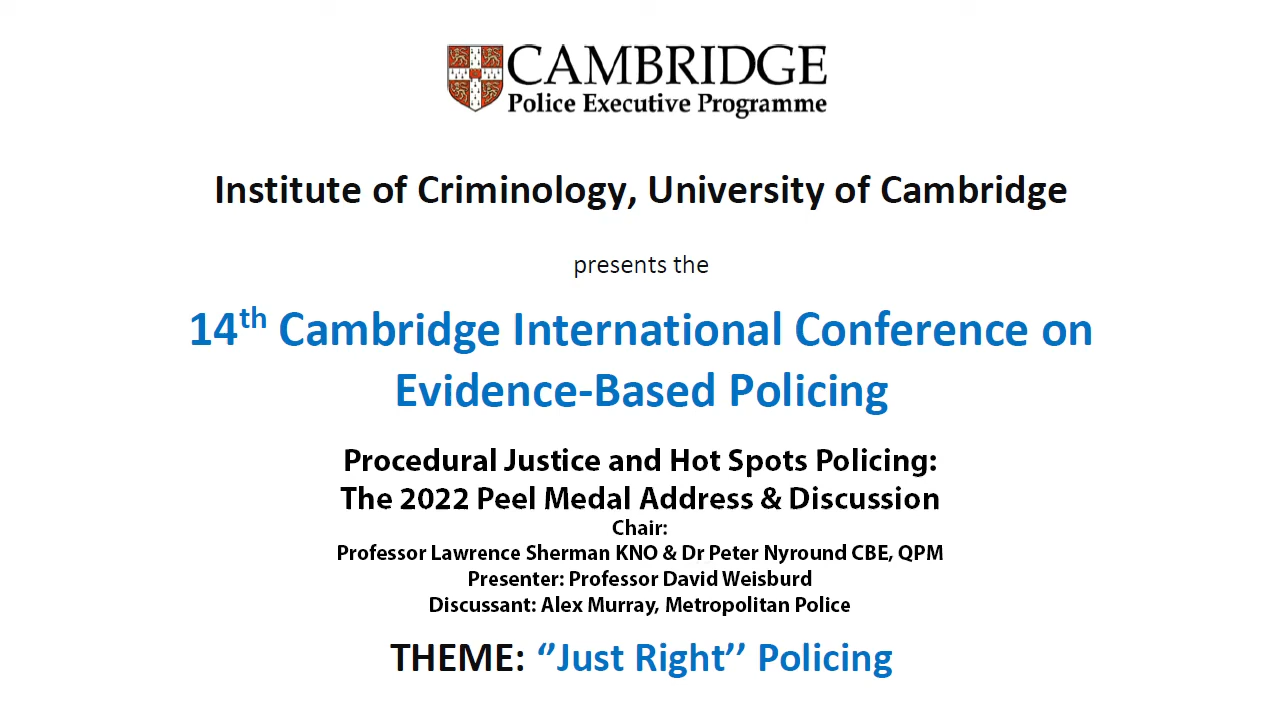 CAMBRIDGE
Police Executive Programme
Institute of Criminology, University of Cambridge
presents the
14th Cambridge International Conference on
Evidence-Based Policing
Procedural Justice and Hot Spots Policing:
The 2022 Peel Medal Address & Discussion
Chair:
Professor Lawrence Sherman KNO & Dr Peter Nyround CBE, QPM
Presenter: Professor David Weisburd
Discussant: Alex Murray, Metropolitan Police
THEME: ‘’Just Right’’ Policing